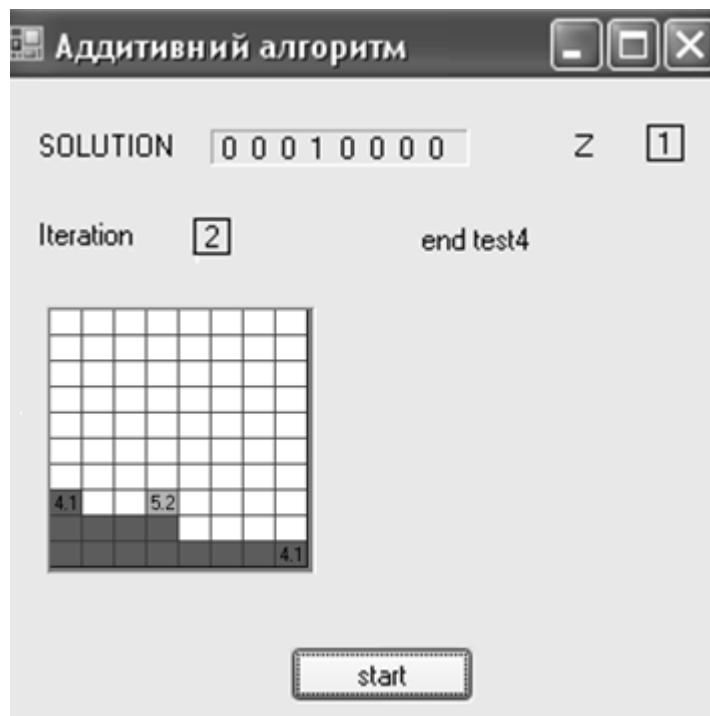 Аддитивний алгоритм
SOLUTION 0 0 0 1 0 0 0 0 Z 1
Iteration 2 end test4
4.1 5.2
4.1
start